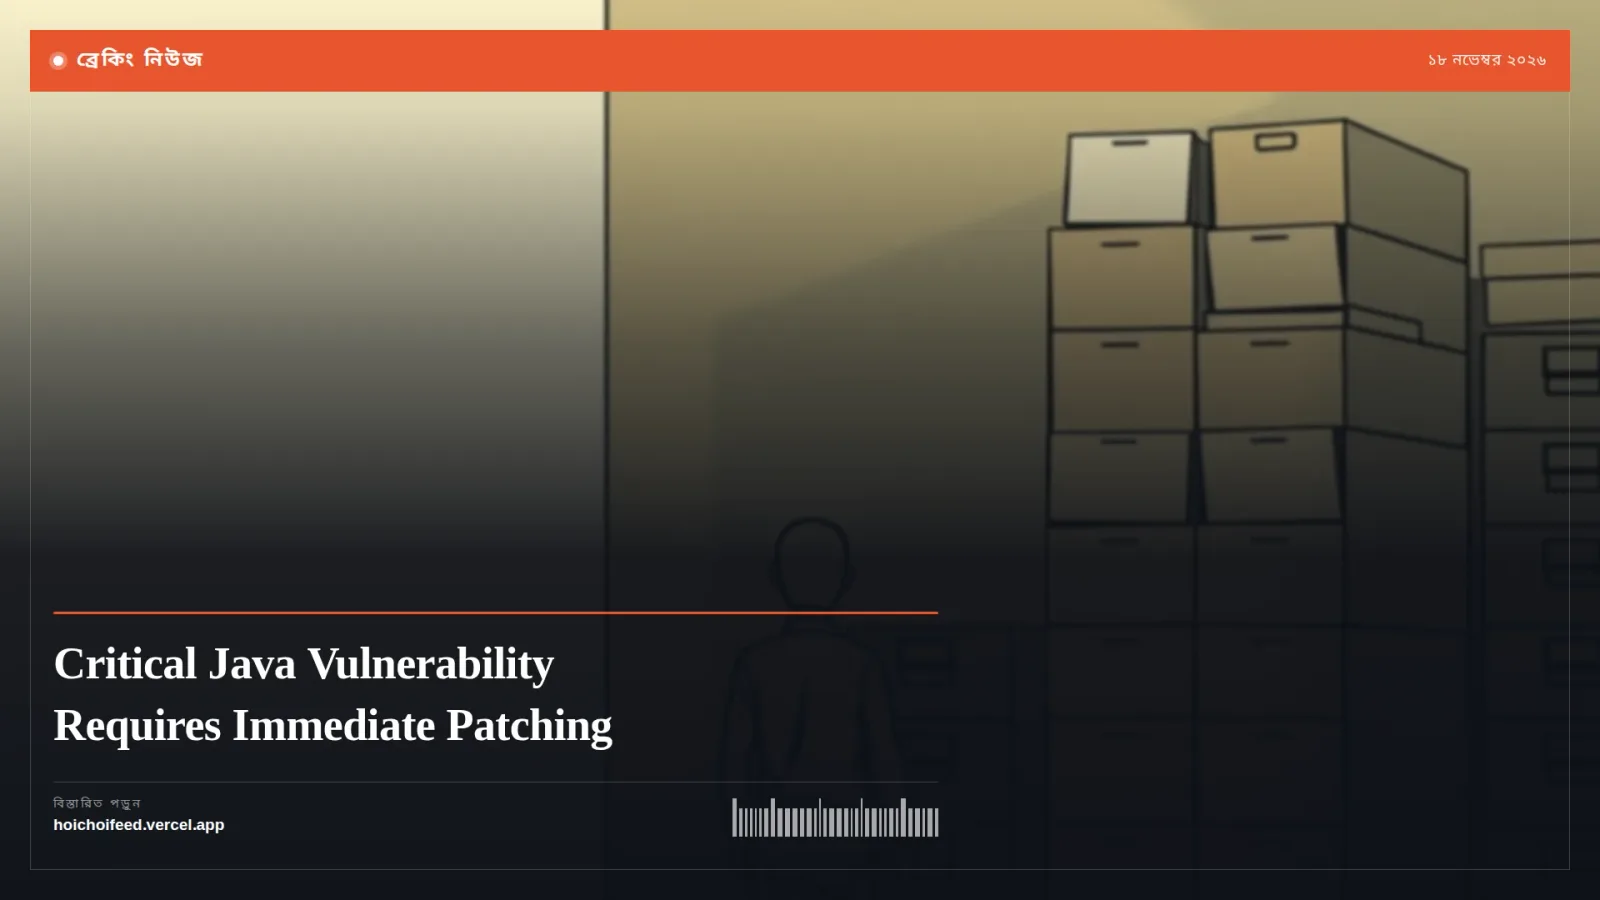 ব্রেকিং নিউজ
১৮ নভেম্বর ২০২৬
Critical Java Vulnerability
Requires Immediate Patching
বিস্তারিত পড়ুন
hoichoifeed.vercel.app